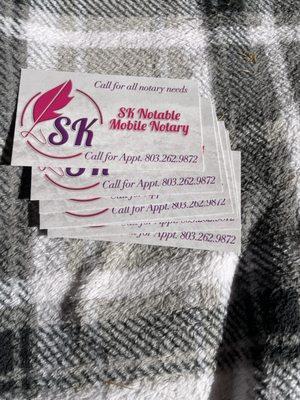 Call for all notary needs
SK Notable
Mobile Notary
SK
Call for Appt. 803.262.9872
SK
Call for Appt. 803.262.9872
Call for Appt. 803.262.9872
for Appt. 803.262.9872